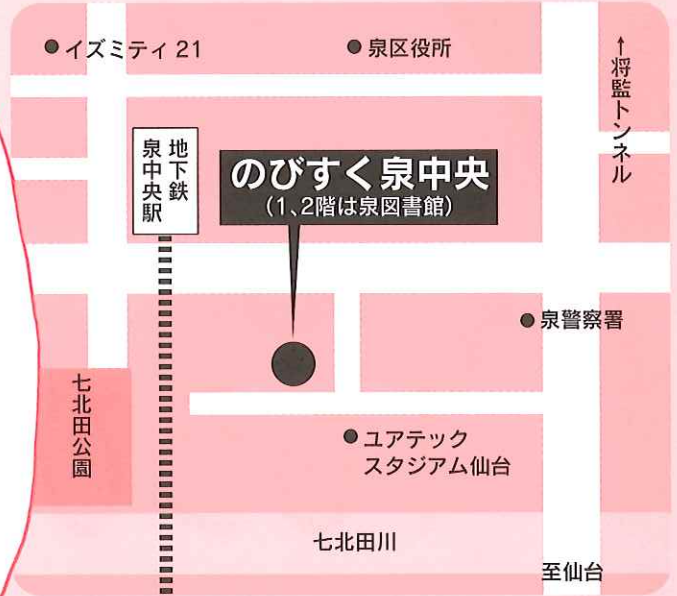 イズミティ21
泉区役所
↑将監トンネル
地下鉄
泉中央駅
のびすく泉中央
(1、2階は泉図書館)
泉警察署
七北田公園
ユアテック
スタジアム仙台
七北田川
至仙台